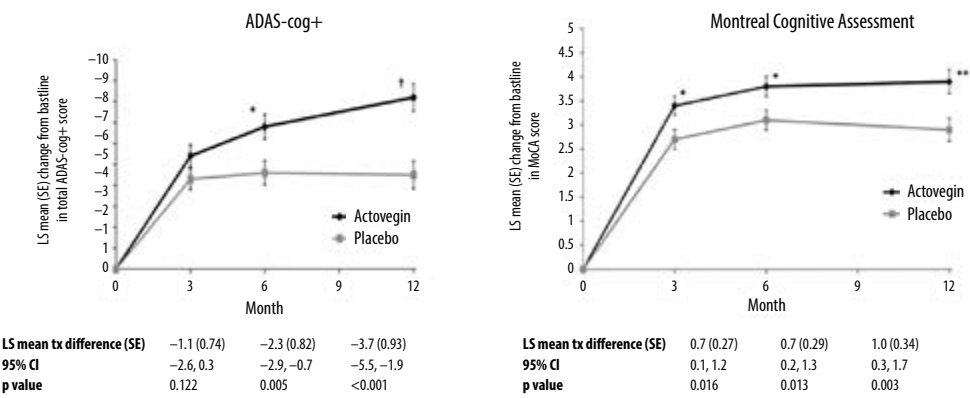 ADAS-cog+
LS mean (SE) change from bastline
in total ADAS-cog+ score
−10
−9
−8
−7
−6
−5
−4
−3
−2
−1
1
0
†
*
Actovegin
Placebo
0 3 6 9 12
Month
LS mean tx difference (SE) −1.1 (0.74) −2.3 (0.82) −3.7 (0.93)
95% CI −2.6, 0.3 −2.9, −0.7 −5.5, −1.9
p value 0.122 0.005 <0.001
Montreal Cognitive Assessment
LS mean (SE) change from bastline
in MoCA score
5
4.5
4
3.5
3
2.5
2
1.5
1
0.5
0
*
*
**
Actovegin
Placebo
0 3 6 9 12
Month
LS mean tx difference (SE) 0.7 (0.27) 0.7 (0.29) 1.0 (0.34)
95% CI 0.1, 1.2 0.2, 1.3 0.3, 1.7
p value 0.016 0.013 0.003